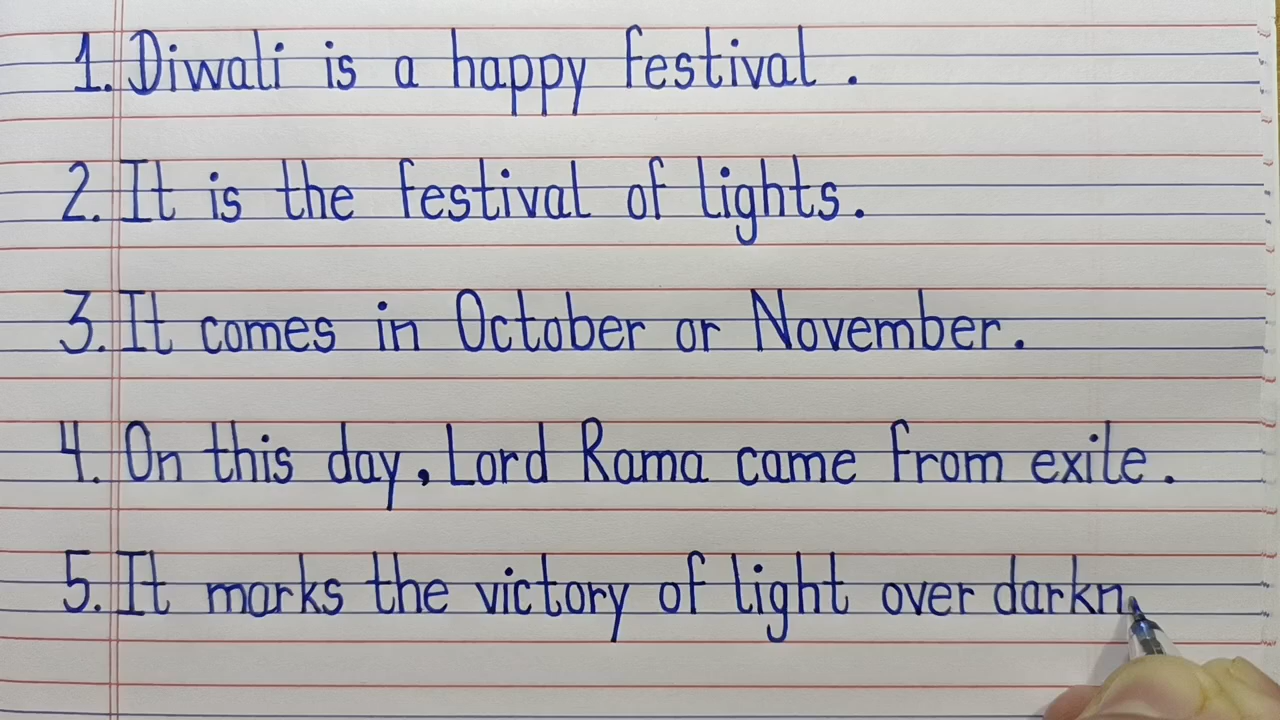 1. Diwali is a happy festival.
2. It is the festival of lights.
3. It comes in October or November.
4. On this day, Lord Rama came from exile.
5. It marks the victory of light over darkn